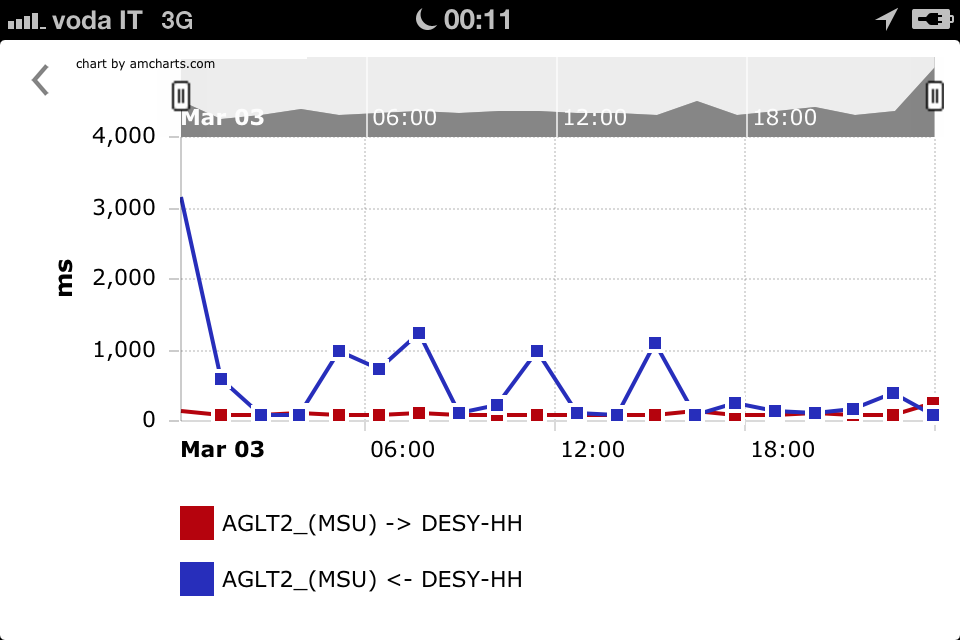 voda IT 3G 00:11
chart by amcharts.com
Mar 03 06:00 12:00 18:00
4,000
3,000
2,000
1,000
0
ms
Mar 03 06:00 12:00 18:00
AGLT2_(MSU) -> DESY-HH
AGLT2_(MSU) <- DESY-HH